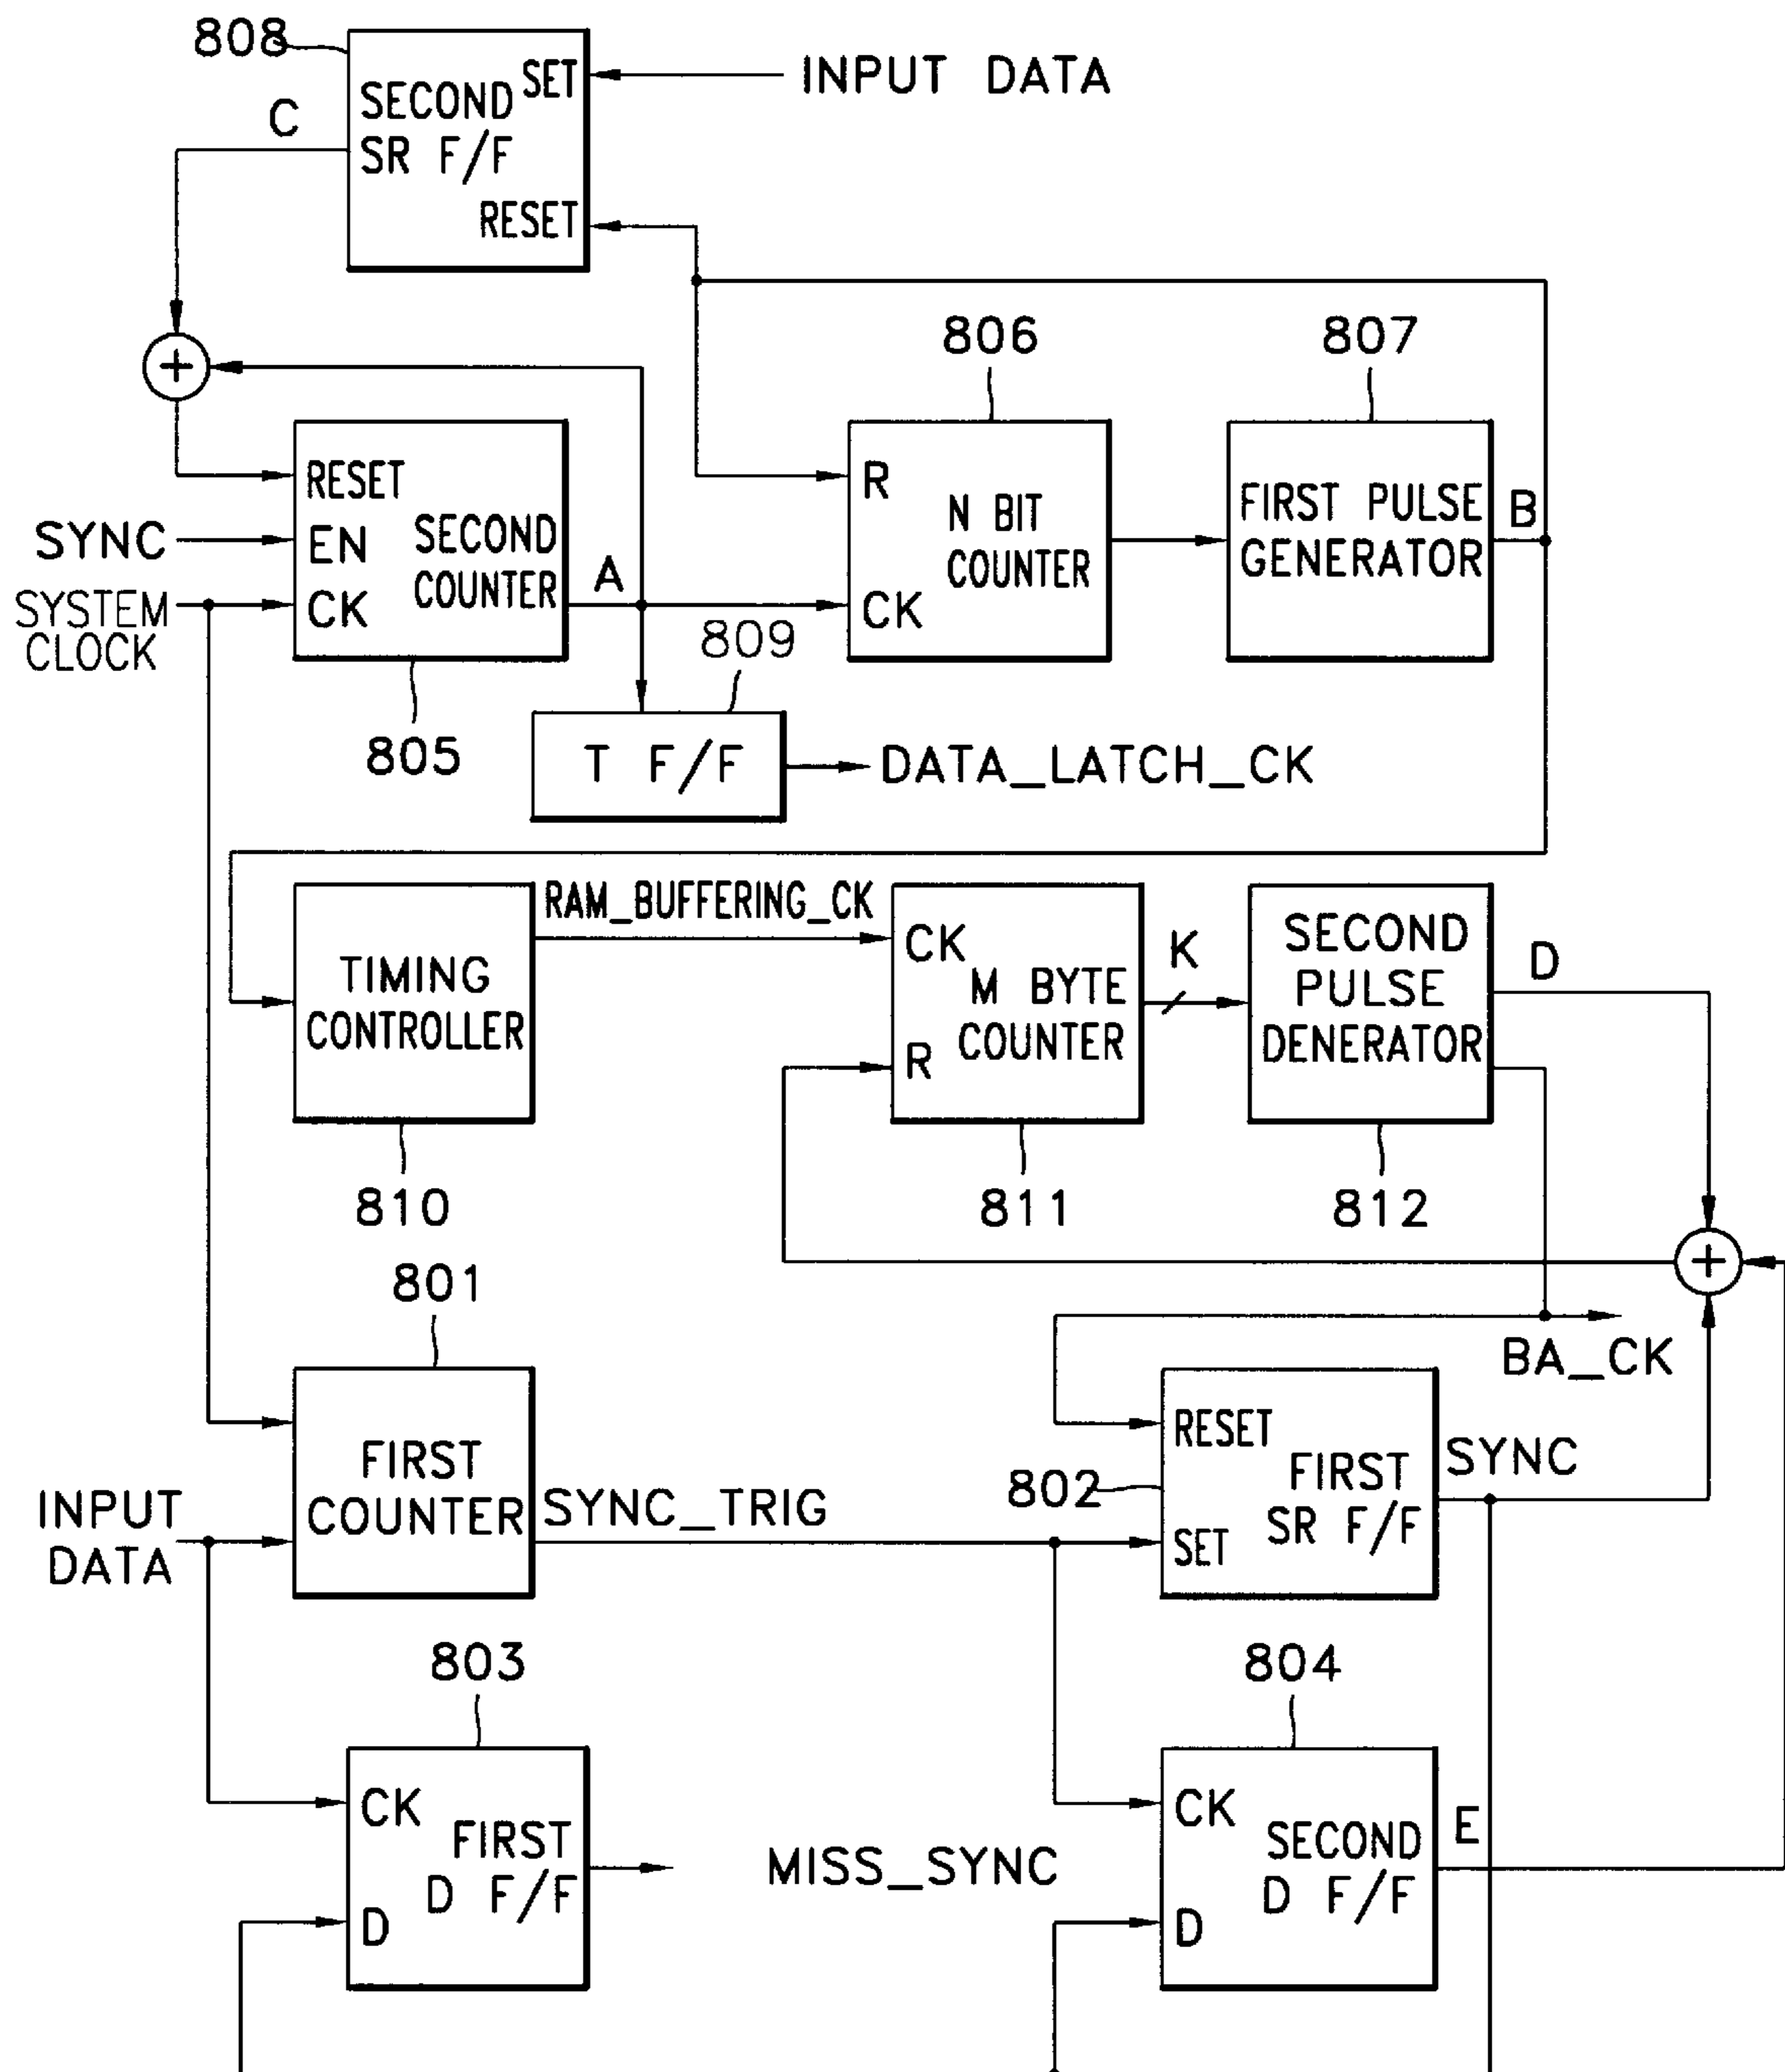 808
SECOND
SR F/F
SET
RESET
INPUT DATA
C
+
806
807
RESET
EN
CK
SECOND
COUNTER
SYNC
SYSTEM
CLOCK
A
805
R
N BIT
COUNTER
CK
FIRST PULSE
GENERATOR
B
809
T F/F
DATA_LATCH_CK
TIMING
CONTROLLER
810
RAM_BUFFERING_CK
CK
M BYTE
COUNTER
R
811
K
SECOND
PULSE
DENERATOR
812
D
+
BA_CK
801
FIRST
COUNTER
INPUT
DATA
SYNC_TRIG
802
RESET
FIRST
SR F/F
SET
SYNC
803
CK
FIRST
D F/F
D
MISS_SYNC
804
CK
SECOND
D F/F
D
E